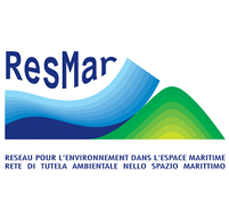 ResMar
RESEAU POUR L'ENVIRONNEMENT DANS L'ESPACE MARITIME
RETE DI TUTELA AMBIENTALE NELLO SPAZIO MARITTIMO